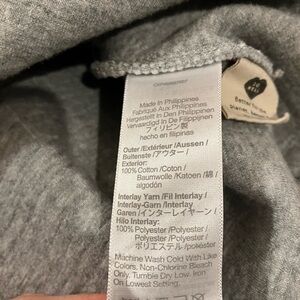 Made In Philippines
Fabriqué Aux Philippines
Hergestellt In Den Philippinen
Vervaardigd In De Filippijnen
フィリピン製
hecho en filipinas
Outer /Extérieur /Aussen /
Buitenste /アウター /
Exterior:
100% Cotton /Coton /
Baumwolle /Katoen /綿 /
algodón
Interlay Yarn /Fil Interlay /
Interlay-Garn /Interlay
Garen /インターレイヤーン /
Hilo Interlay:
100% Polyester /Polyester /
Polyester /Polyester /
ポリエステル /poliéster
Machine Wash Cold With Like
Colors. Non-Chlorine Bleach
Only. Tumble Dry Low. Iron
On Lowest Setting.
Better